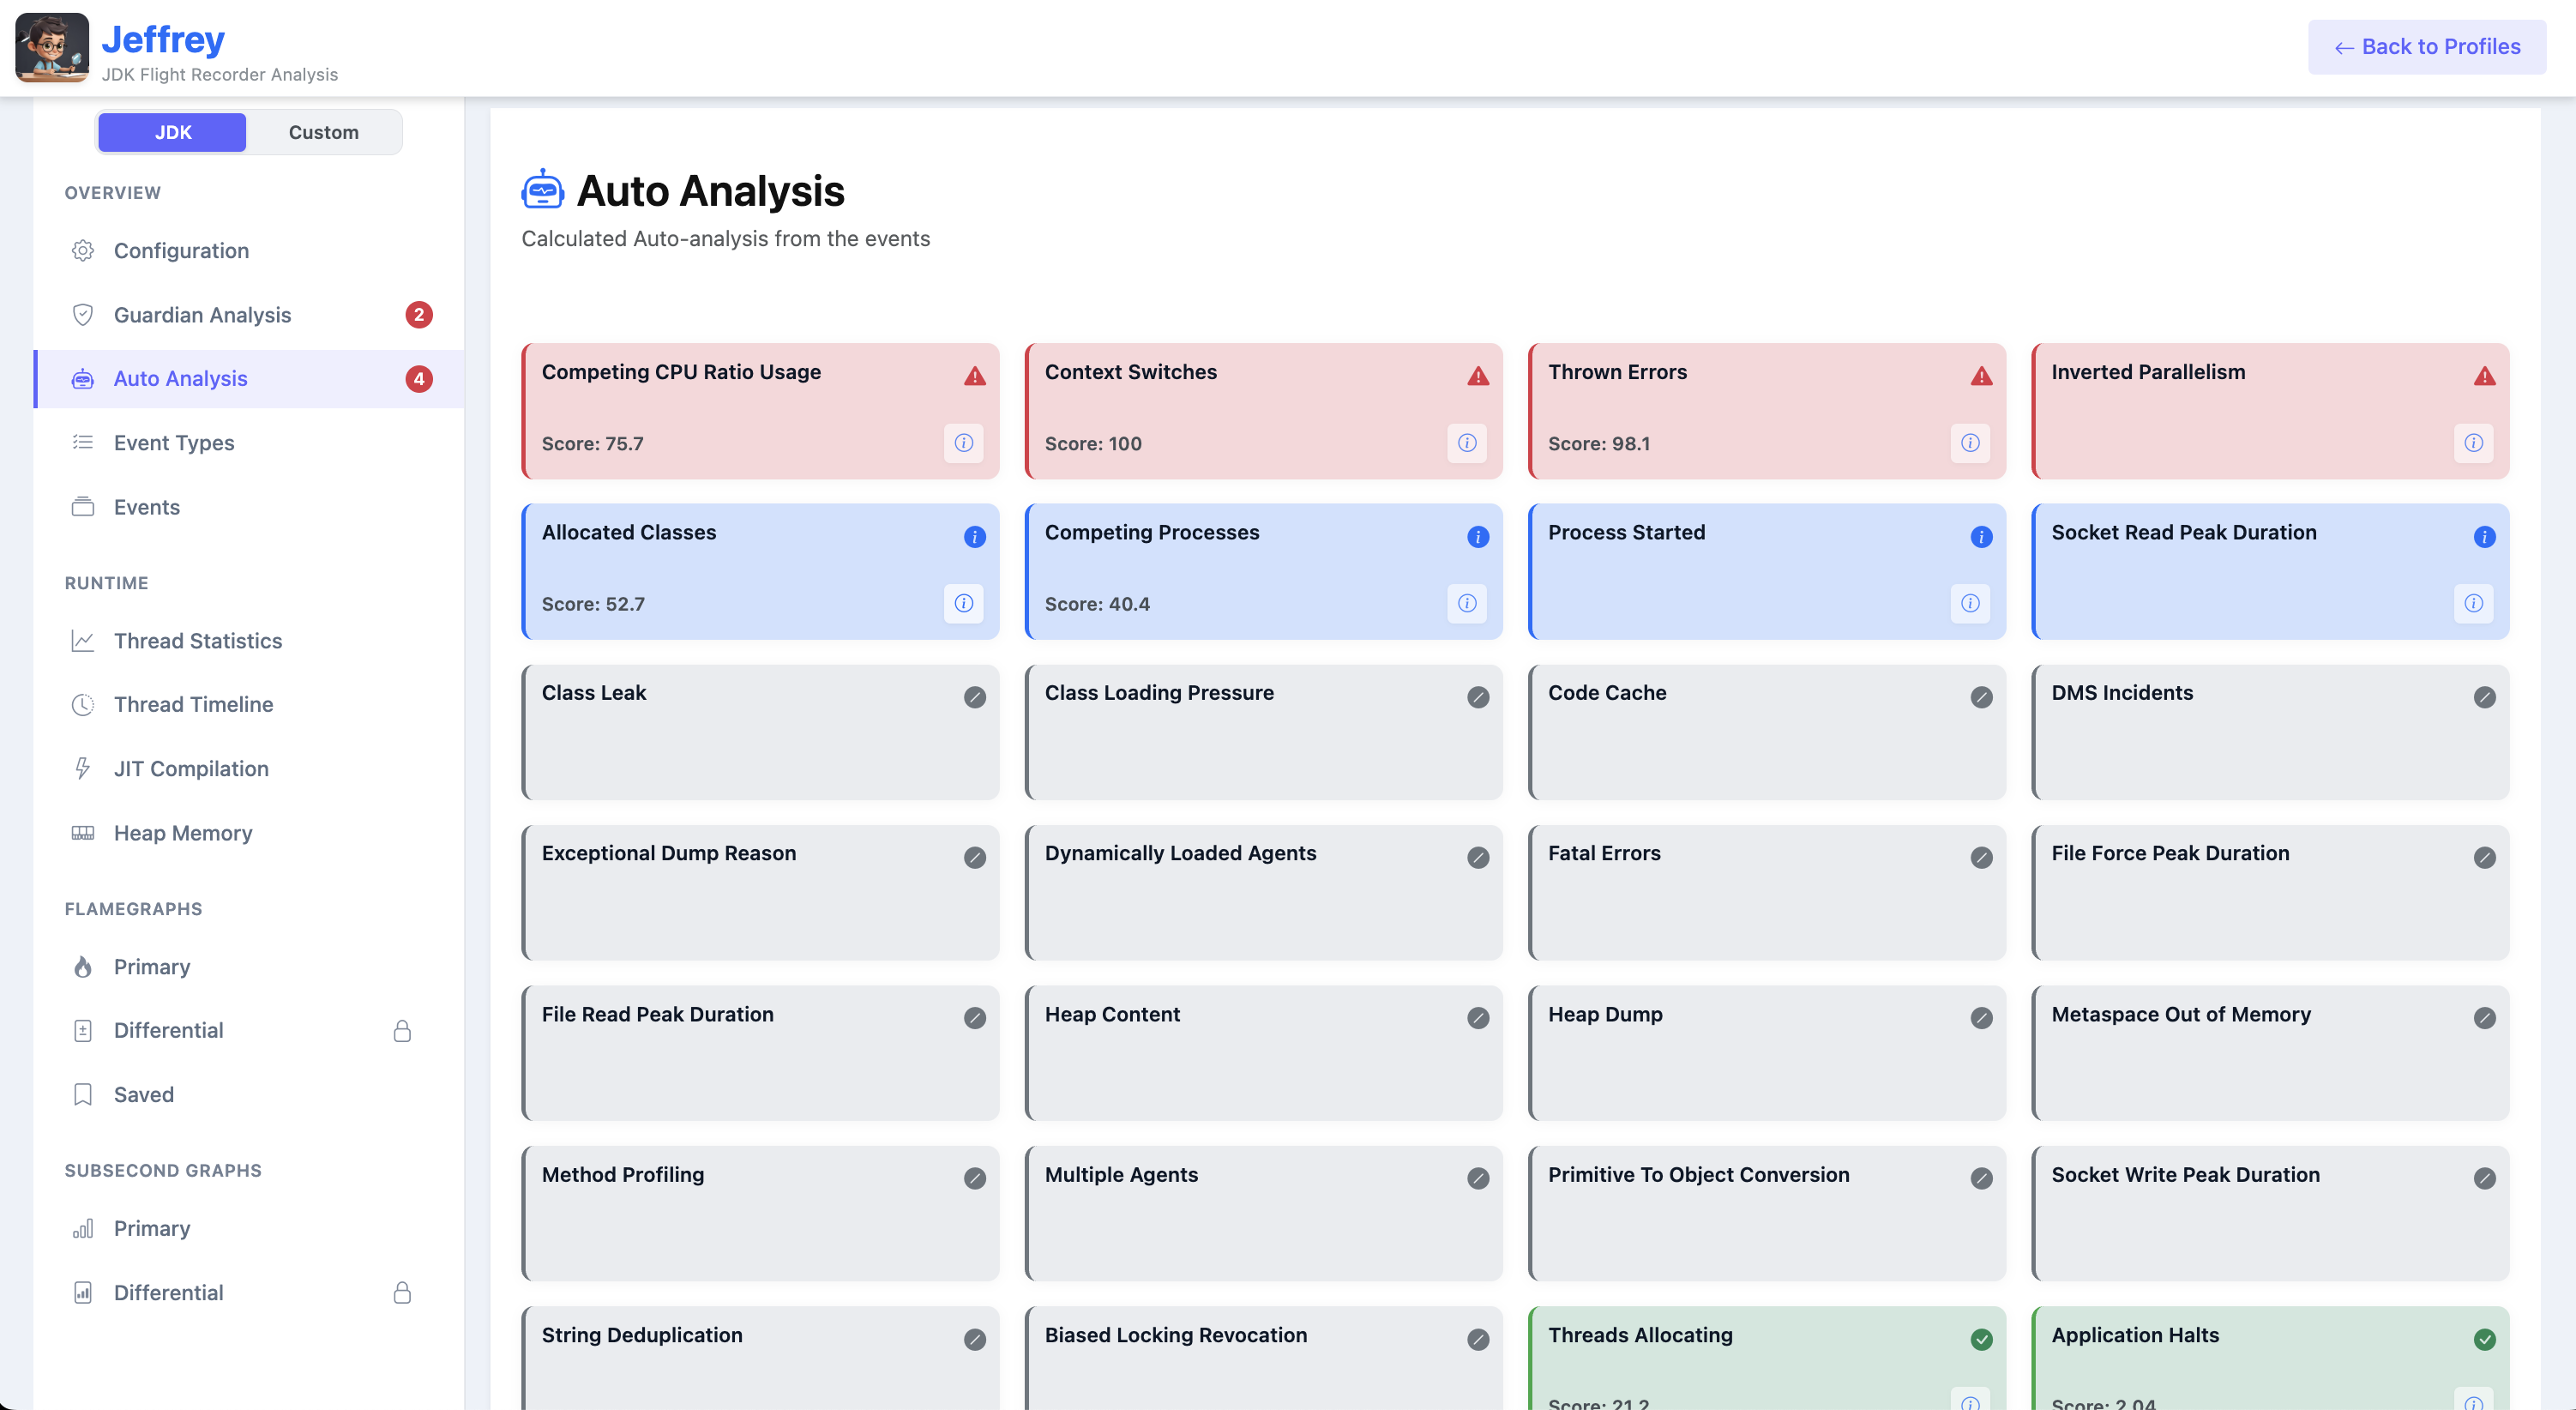 Jeffrey
JDK Flight Recorder Analysis
← Back to Profiles
JDK
Custom
OVERVIEW
Configuration
Guardian Analysis
2
Auto Analysis
4
Event Types
Events
RUNTIME
Thread Statistics
Thread Timeline
JIT Compilation
Heap Memory
FLAMEGRAPHS
Primary
Differential
Saved
SUBSECOND GRAPHS
Primary
Differential
Auto Analysis
Calculated Auto-analysis from the events
Competing CPU Ratio Usage
Score: 75.7
Context Switches
Score: 100
Thrown Errors
Score: 98.1
Inverted Parallelism
Allocated Classes
Score: 52.7
Competing Processes
Score: 40.4
Process Started
Socket Read Peak Duration
Class Leak
Class Loading Pressure
Code Cache
DMS Incidents
Exceptional Dump Reason
Dynamically Loaded Agents
Fatal Errors
File Force Peak Duration
File Read Peak Duration
Heap Content
Heap Dump
Metaspace Out of Memory
Method Profiling
Multiple Agents
Primitive To Object Conversion
Socket Write Peak Duration
String Deduplication
Biased Locking Revocation
Threads Allocating
Score: 21.2
Application Halts
Score: 2.04